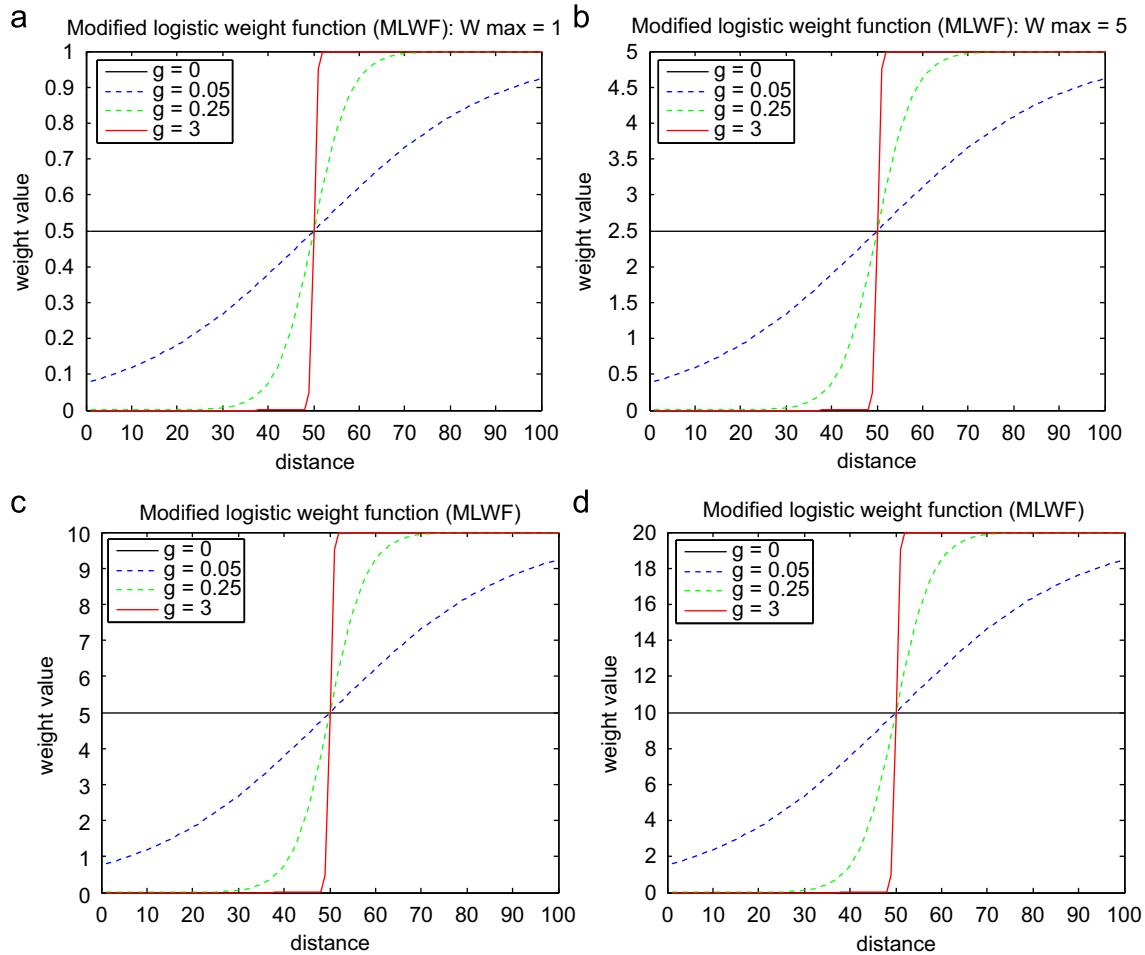 a
Modified logistic weight function (MLWF): W max = 1
1
0.9
0.8
0.7
0.6
0.5
0.4
0.3
0.2
0.1
0
weight value
g = 0
g = 0.05
g = 0.25
g = 3
0 10 20 30 40 50 60 70 80 90 100
distance
b
Modified logistic weight function (MLWF): W max = 5
5
4.5
4
3.5
3
2.5
2
1.5
1
0.5
0
weight value
g = 0
g = 0.05
g = 0.25
g = 3
0 10 20 30 40 50 60 70 80 90 100
distance
c
Modified logistic weight function (MLWF)
10
9
8
7
6
5
4
3
2
1
0
weight value
g = 0
g = 0.05
g = 0.25
g = 3
0 10 20 30 40 50 60 70 80 90 100
distance
d
Modified logistic weight function (MLWF)
20
18
16
14
12
10
8
6
4
2
0
weight value
g = 0
g = 0.05
g = 0.25
g = 3
0 10 20 30 40 50 60 70 80 90 100
distance